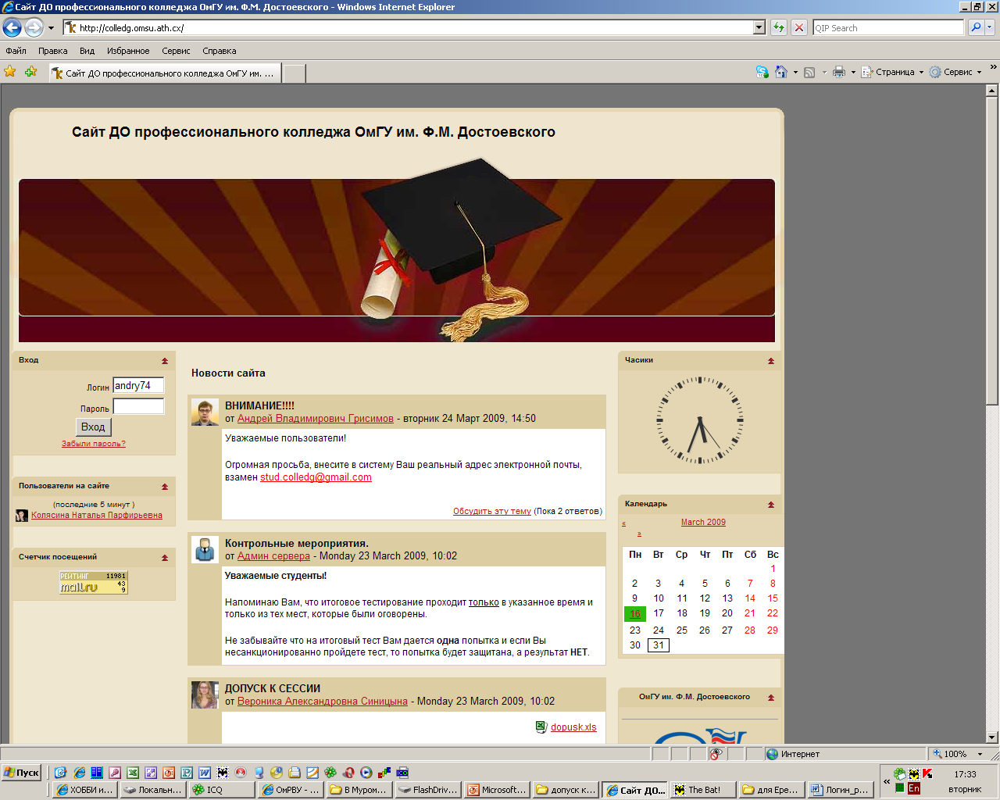 Сайт ДО профессионального колледжа ОмГУ им. Ф.М. Достоевского - Windows Internet Explorer
http://colledg.omsu.ath.cx/
QIP Search
Файл Правка Вид Избранное Сервис Справка
Сайт ДО профессионального колледжа ОмГУ им. ...
Страница Сервис »
Сайт ДО профессионального колледжа ОмГУ им. Ф.М. Достоевского
Вход
Логин andry74
Пароль
Вход
Забыли пароль?
Пользователи на сайте
(последние 5 минут )
Колясина Наталья Парфирьевна
Счетчик посещений
РЕЙТИНГ 11981
mail.ru 43
9
Новости сайта
ВНИМАНИЕ!!!!
от Андрей Владимирович Грисимов - вторник 24 Март 2009, 14:50
Уважаемые пользователи!
Огромная просьба, внесите в систему Ваш реальный адрес электронной почты,
взамен stud.colledg@gmail.com
Обсудить эту тему (Пока 2 ответов)
Контрольные мероприятия.
от Админ сервера - Monday 23 March 2009, 10:02
Уважаемые студенты!
Напоминаю Вам, что итоговое тестирование проходит только в указанное время и
только из тех мест, которые были оговорены.
Не забывайте что на итоговый тест Вам дается одна попытка и если Вы
несанкционированно пройдете тест, то попытка будет защитана, а результат НЕТ.
ДОПУСК К СЕССИИ
от Вероника Александровна Синицына - Monday 23 March 2009, 10:02
dopusk.xls
Часики
Календарь
« March 2009
»
Пн Вт Ср Чт Пт Сб Вс
1
2 3 4 5 6 7 8
9 10 11 12 13 14 15
16 17 18 19 20 21 22
23 24 25 26 27 28 29
30 31
ОмГУ им. Ф.М. Достоевского
Интернет 100%
Пуск
« 17:33
En вторник
ХОББИ и... Локальн... ICQ ОмРВУ - ... В Муром... FlashDriv... Microsoft... допуск к... Сайт ДО... The Bat! для Ере... Логин_р...